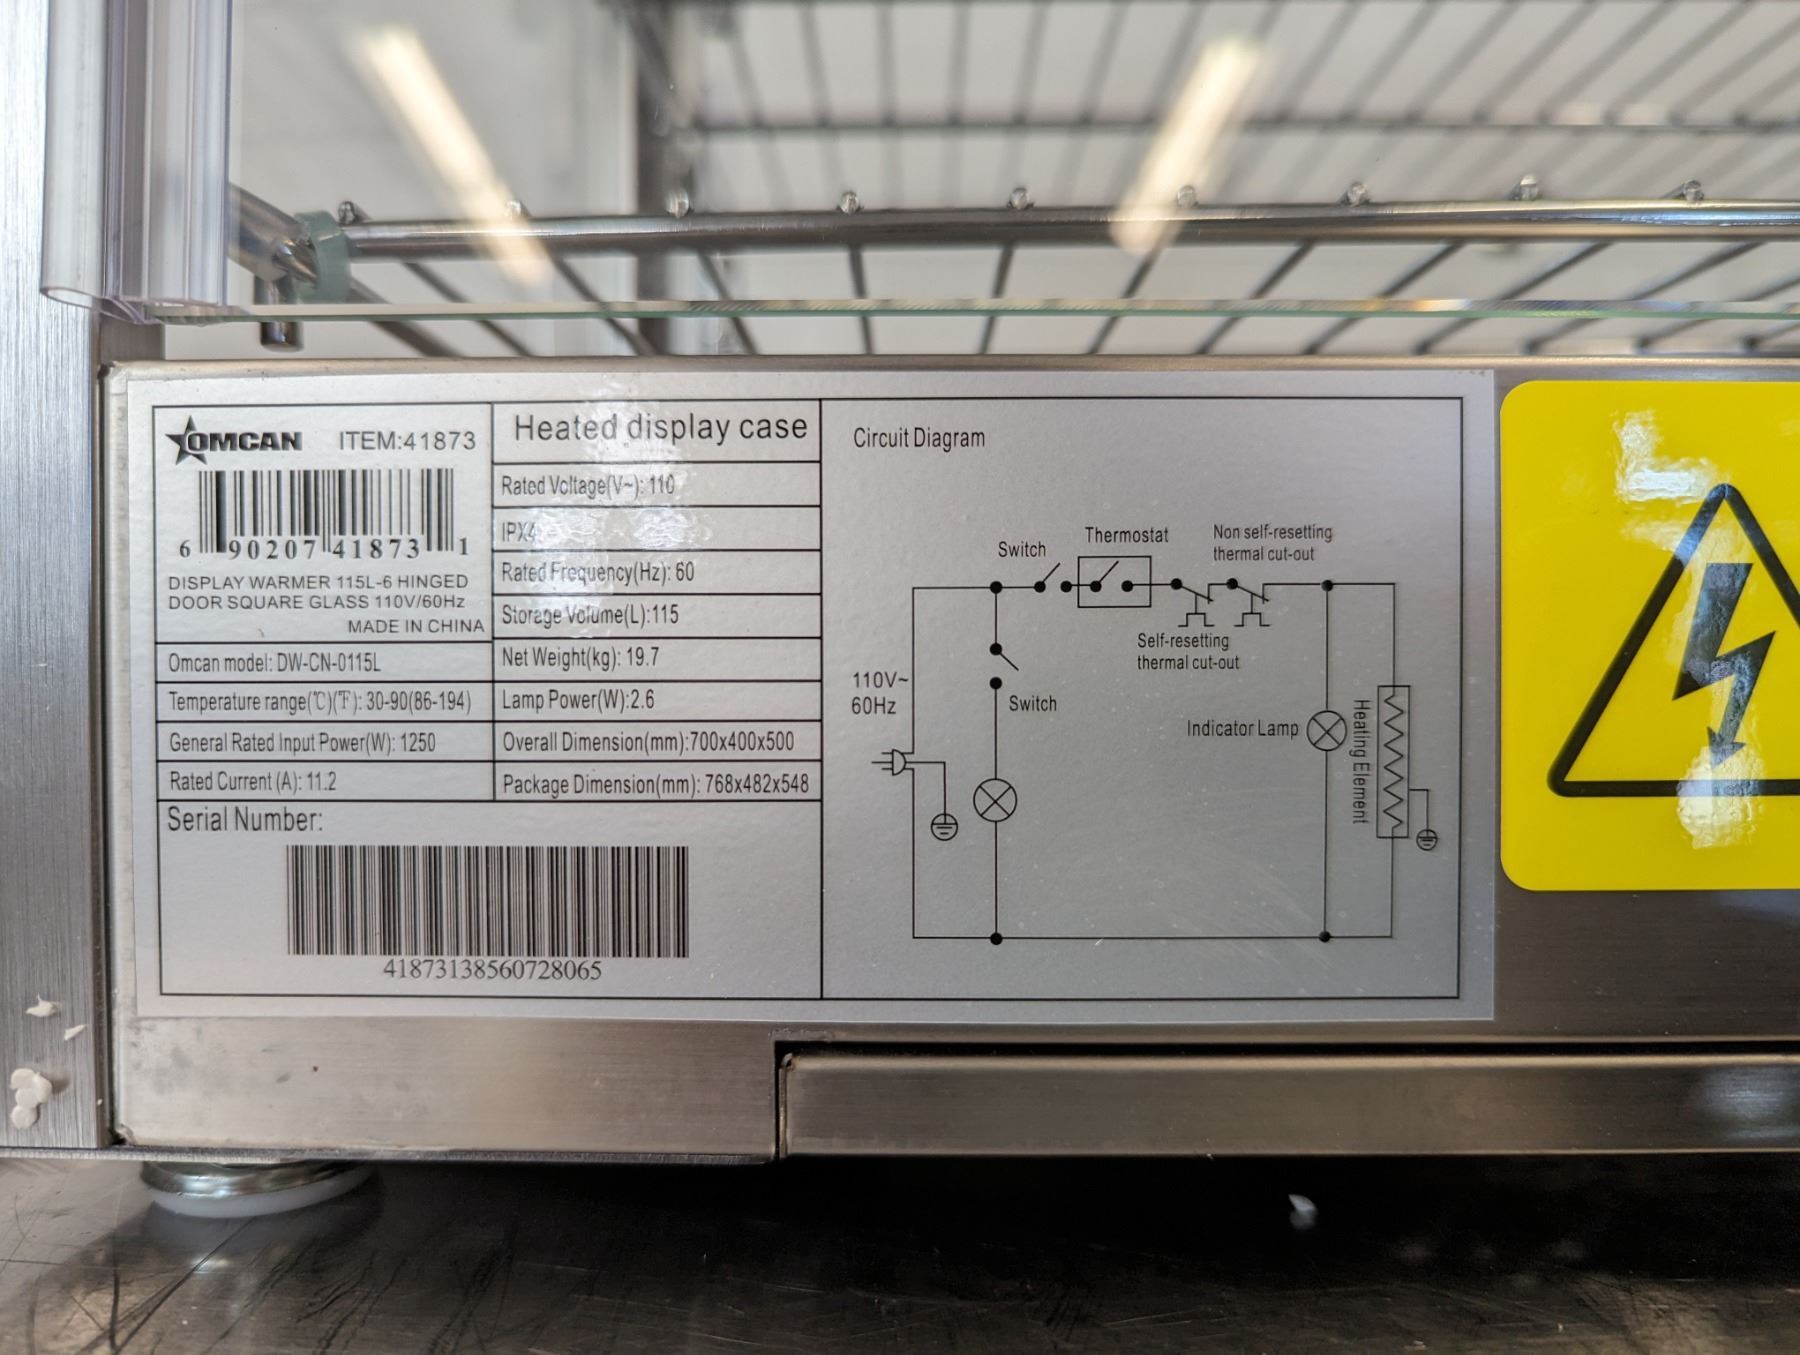 OMCAN ITEM:41873
6 90207 41873 1
DISPLAY WARMER 115L-6 HINGED
DOOR SQUARE GLASS 110V/60Hz
MADE IN CHINA
Omcan model: DW-CN-0115L
Temperature range(℃)(℉): 30-90(86-194)
General Rated Input Power(W): 1250
Rated Current (A): 11.2
Heated display case
Rated Voltage(V~): 110
IPX4
Rated Frequency(Hz): 60
Storage Volume(L):115
Net Weight(kg): 19.7
Lamp Power(W):2.6
Overall Dimension(mm):700x400x500
Package Dimension(mm): 768x482x548
Serial Number:
41873138560728065
Circuit Diagram
Switch
Thermostat
Non self-resetting
thermal cut-out
Self-resetting
thermal cut-out
110V~
60Hz
Switch
Indicator Lamp
Heating Element